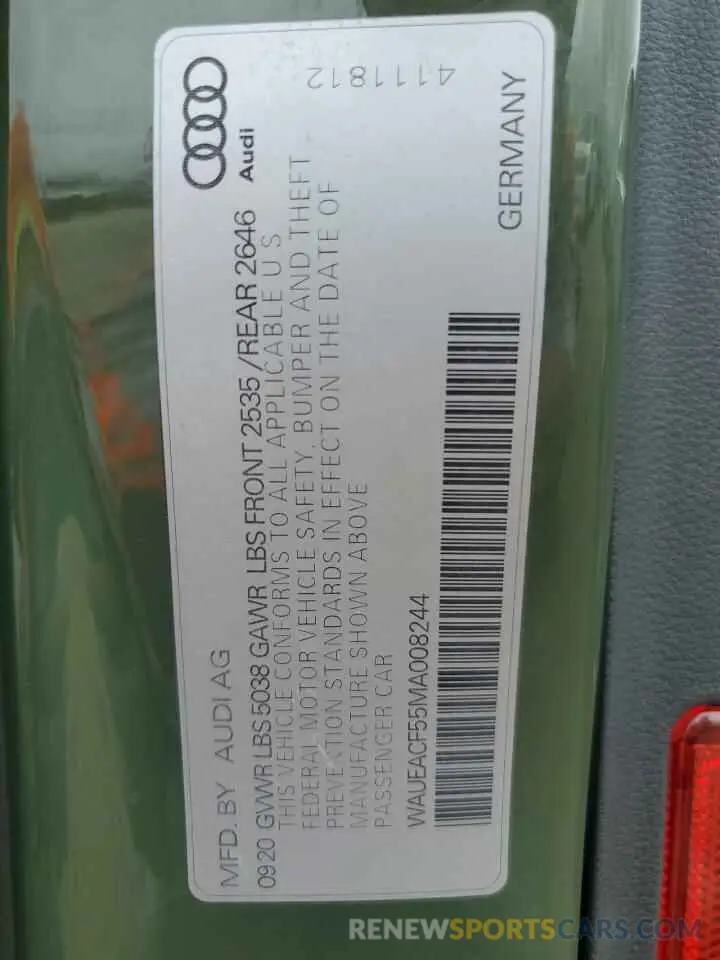 Audi
MFD. BY AUDI AG
0920 GVWR LBS 5038 GAWR LBS FRONT 2535 /REAR 2646
THIS VEHICLE CONFORMS TO ALL APPLICABLE U S
FEDERAL MOTOR VEHICLE SAFETY, BUMPER AND THEFT
PREVENTION STANDARDS IN EFFECT ON THE DATE OF
MANUFACTURE SHOWN ABOVE
PASSENGER CAR
WAUEACF55MA008244
GERMANY
411812
RENEWSPORTSCARS.COM